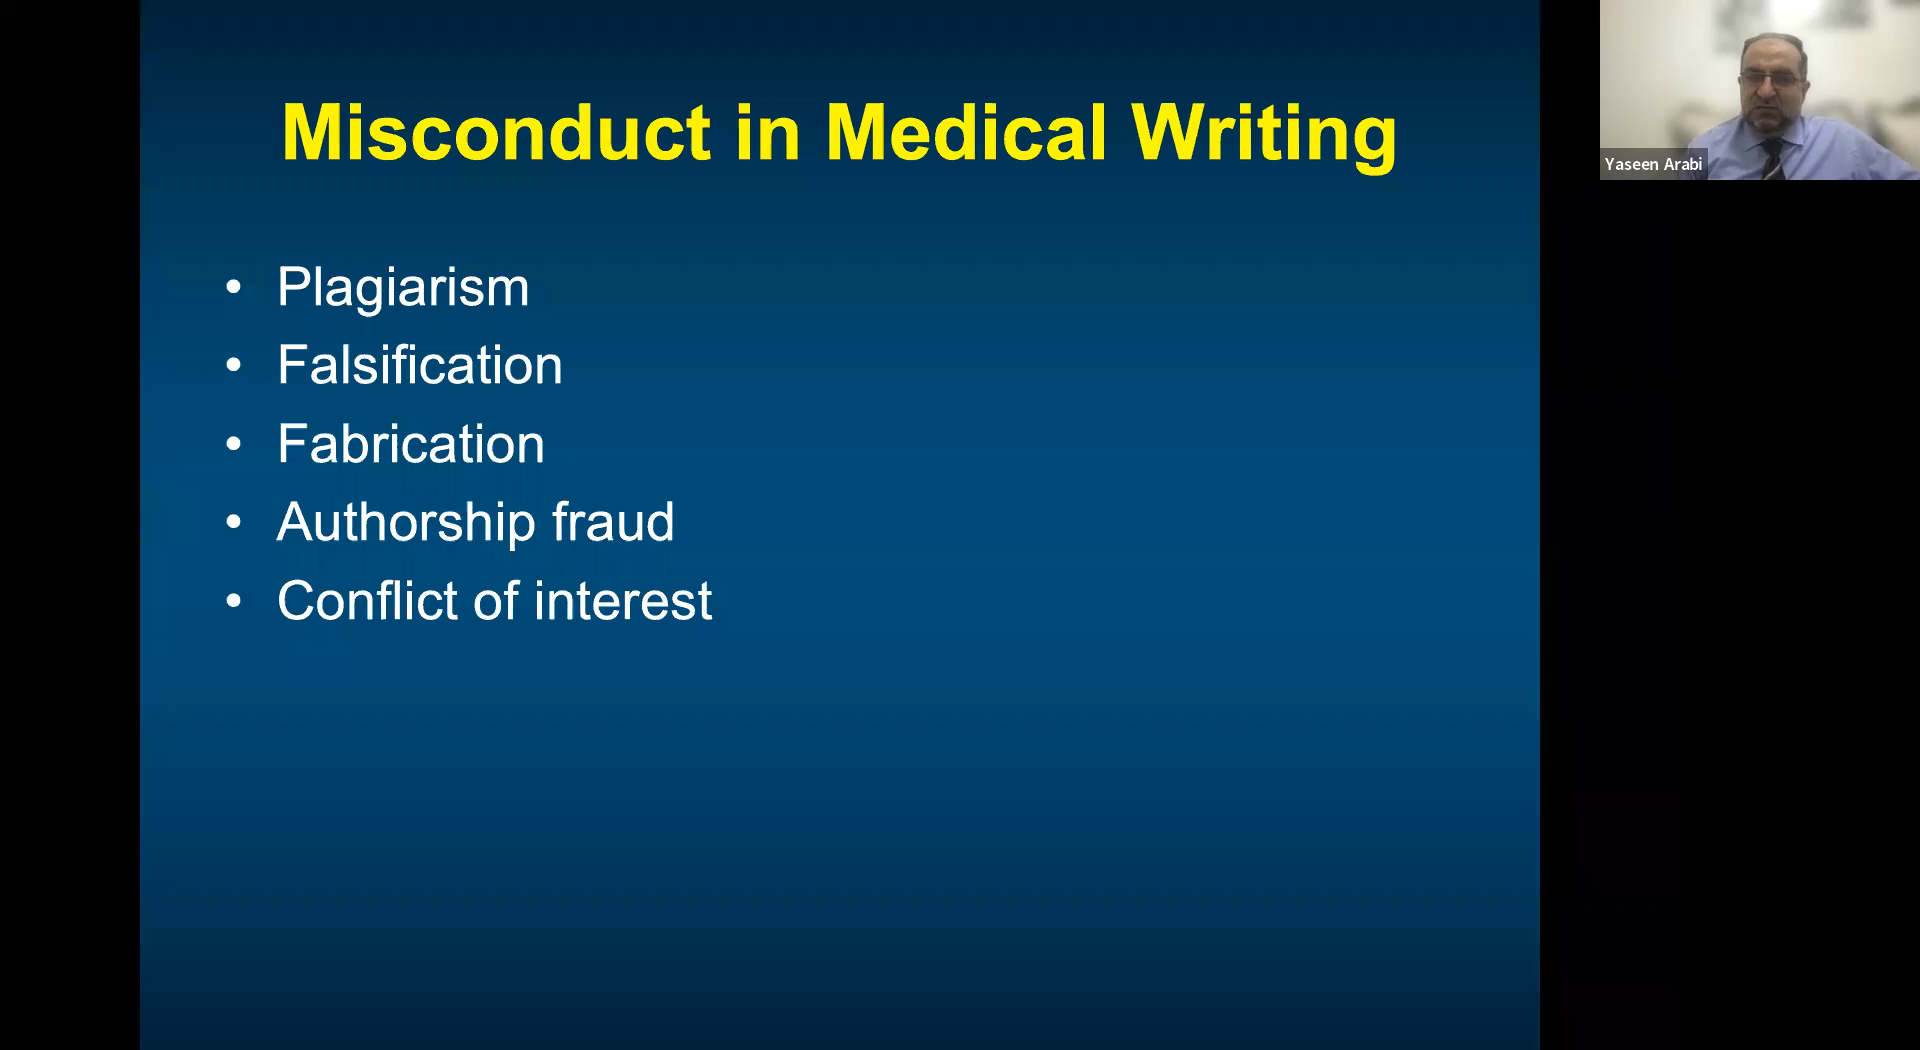 Misconduct in Medical Writing
• Plagiarism
• Falsification
• Fabrication
• Authorship fraud
• Conflict of interest
Yaseen Arabi